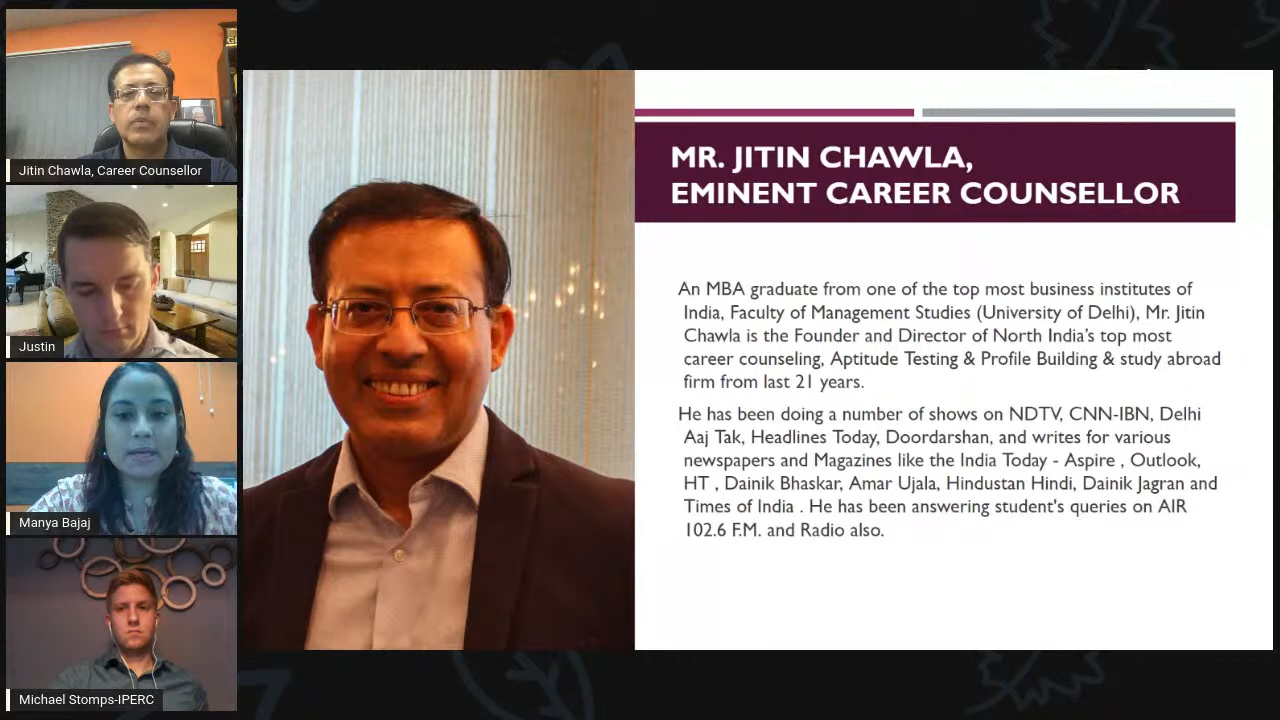 Jitin Chawla, Career Counsellor
Justin
Manya Bajaj
Michael Stomps-IPERC
MR. JITIN CHAWLA,
EMINENT CAREER COUNSELLOR
An MBA graduate from one of the top most business institutes of
India, Faculty of Management Studies (University of Delhi), Mr. Jitin
Chawla is the Founder and Director of North India's top most
career counseling, Aptitude Testing & Profile Building & study abroad
firm from last 21 years.
He has been doing a number of shows on NDTV, CNN-IBN, Delhi
Aaj Tak, Headlines Today, Doordarshan, and writes for various
newspapers and Magazines like the India Today - Aspire , Outlook,
HT , Dainik Bhaskar, Amar Ujala, Hindustan Hindi, Dainik Jagran and
Times of India . He has been answering student's queries on AIR
102.6 F.M. and Radio also.